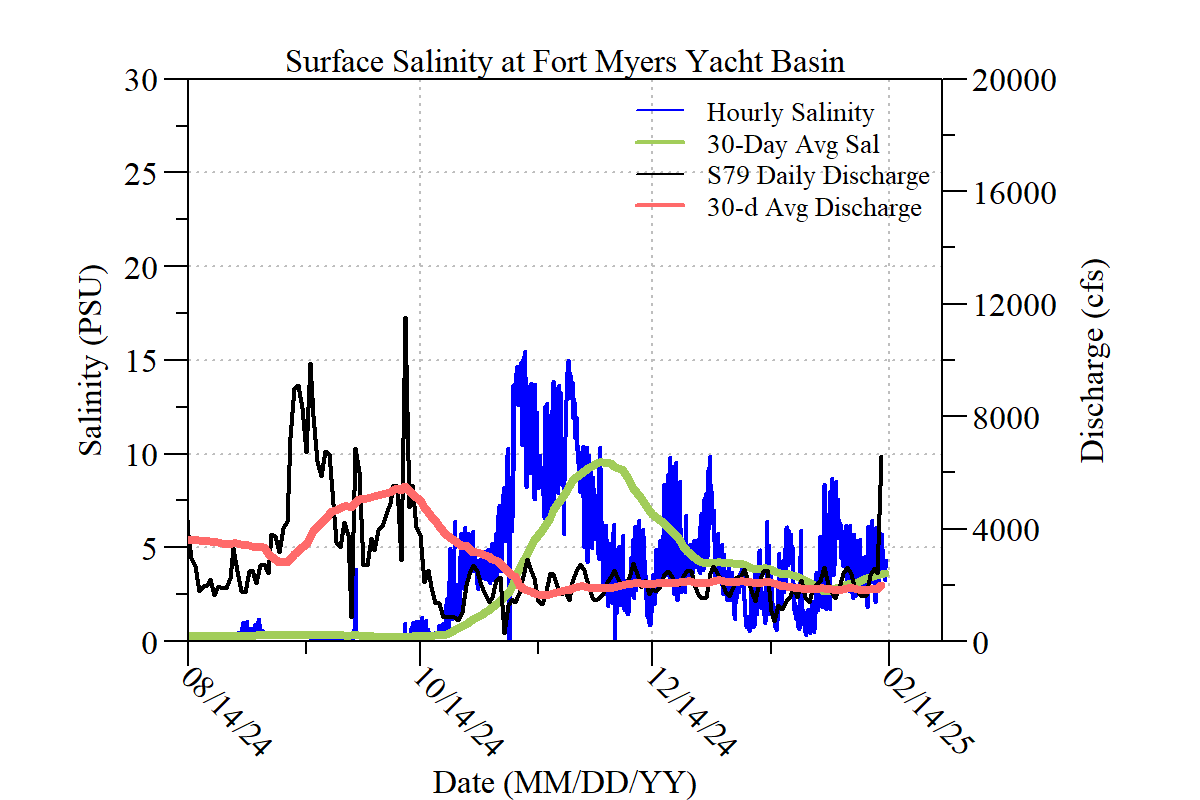 Surface Salinity at Fort Myers Yacht Basin
30
25
20
15
10
5
0
Salinity (PSU)
Hourly Salinity
30-Day Avg Sal
S79 Daily Discharge
30-d Avg Discharge
20000
16000
12000
8000
4000
0
Discharge (cfs)
08/14/24
10/14/24
12/14/24
02/14/25
Date (MM/DD/YY)